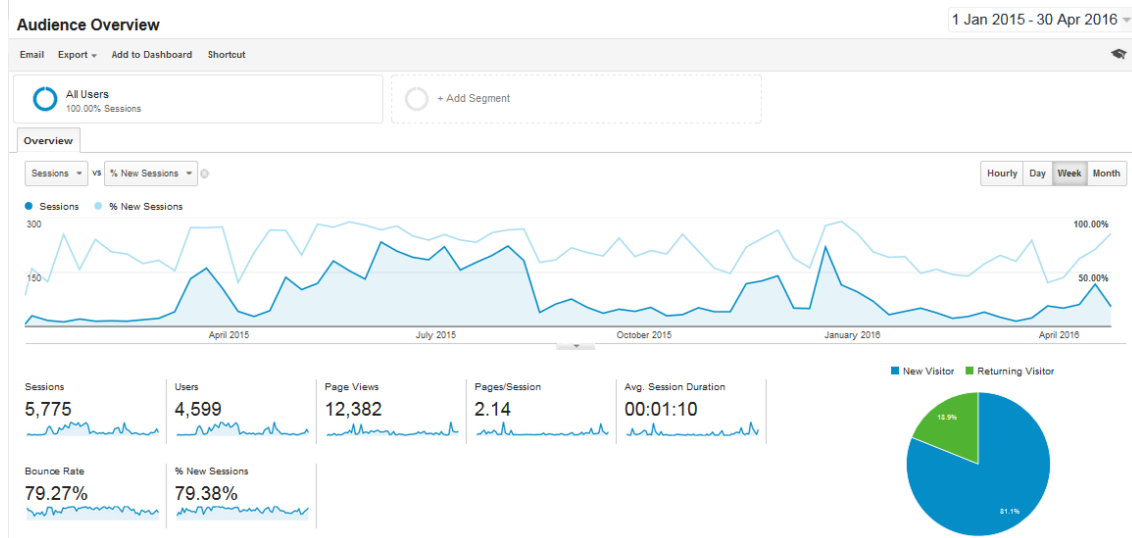 Audience Overview
1 Jan 2015 - 30 Apr 2016
Email Export Add to Dashboard Shortcut
All Users
100.00% Sessions
+ Add Segment
Overview
Sessions vs % New Sessions
Hourly Day Week Month
Sessions % New Sessions
300
100.00%
150
50.00%
April 2015 July 2015 October 2015 January 2016 April 2016
New Visitor Returning Visitor
Sessions
5,775
Users
4,599
Page Views
12,382
Pages/Session
2.14
Avg. Session Duration
00:01:10
Bounce Rate
79.27%
% New Sessions
79.38%
18.9%
81.1%